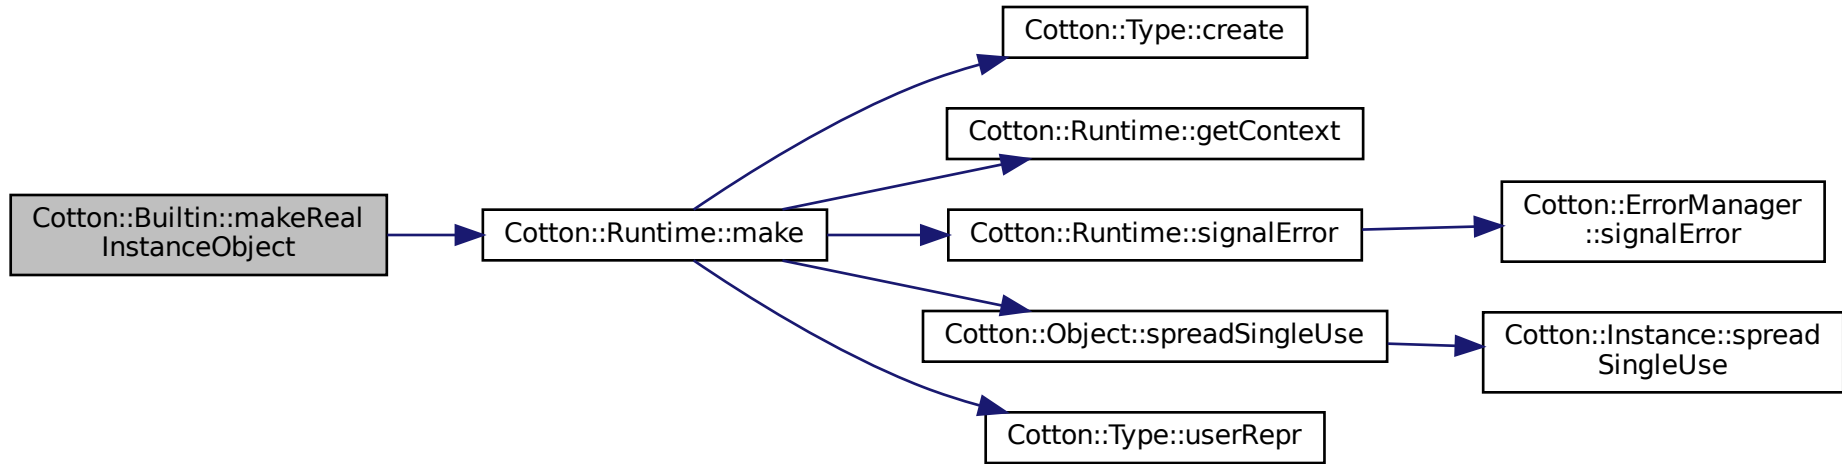 Cotton::Type::create
Cotton::Runtime::getContext
Cotton::Builtin::makeReal
InstanceObject
Cotton::Runtime::make
Cotton::Runtime::signalError
Cotton::ErrorManager
::signalError
Cotton::Object::spreadSingleUse
Cotton::Instance::spread
SingleUse
Cotton::Type::userRepr